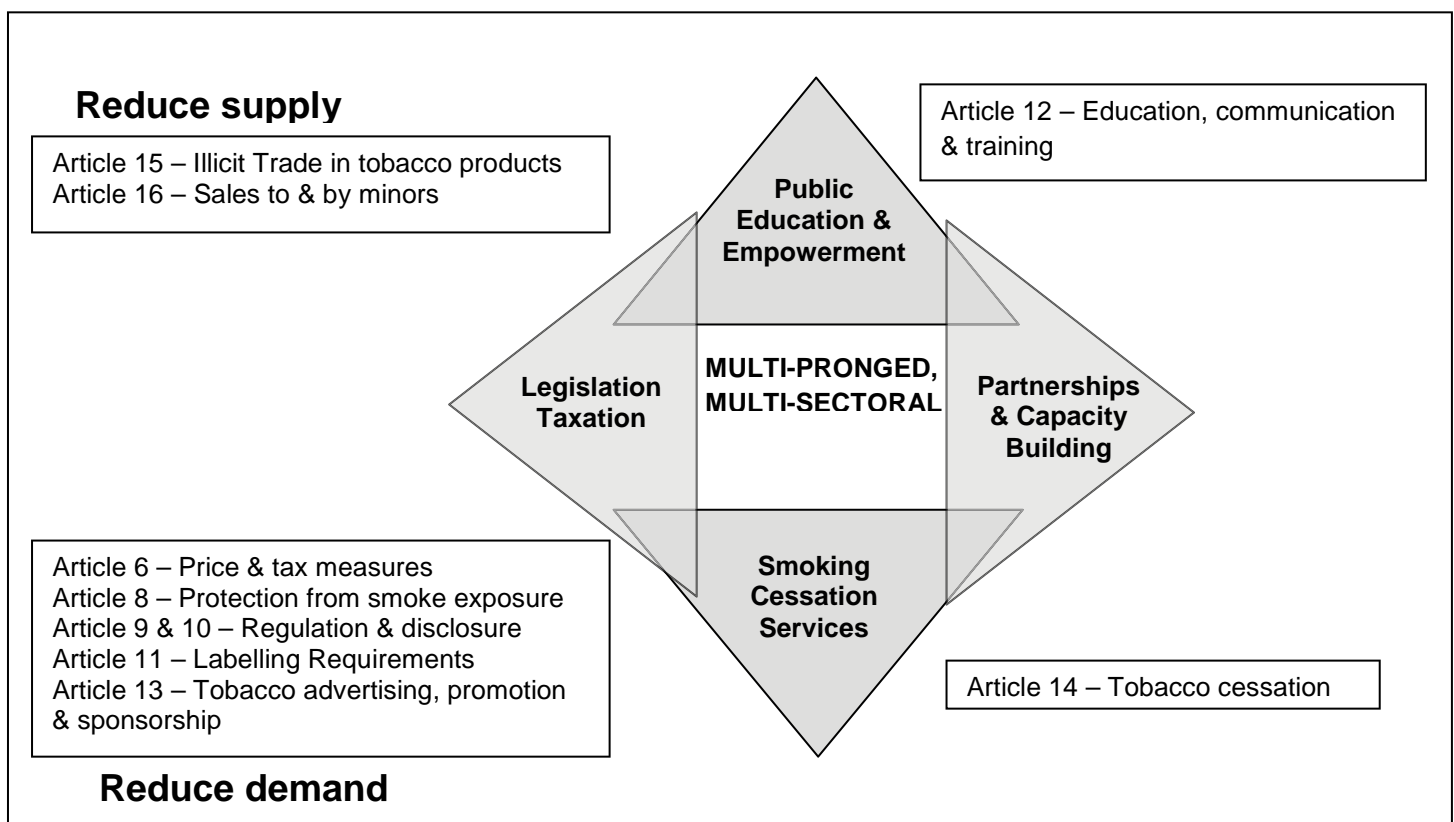 Reduce supply
Article 15 – Illicit Trade in tobacco products
Article 16 – Sales to & by minors
Article 12 – Education, communication
& training
Public
Education &
Empowerment
Legislation
Taxation
MULTI-PRONGED,
MULTI-SECTORAL
Partnerships
& Capacity
Building
Article 6 – Price & tax measures
Article 8 – Protection from smoke exposure
Article 9 & 10 – Regulation & disclosure
Article 11 – Labelling Requirements
Article 13 – Tobacco advertising, promotion
& sponsorship
Smoking
Cessation
Services
Article 14 – Tobacco cessation
Reduce demand